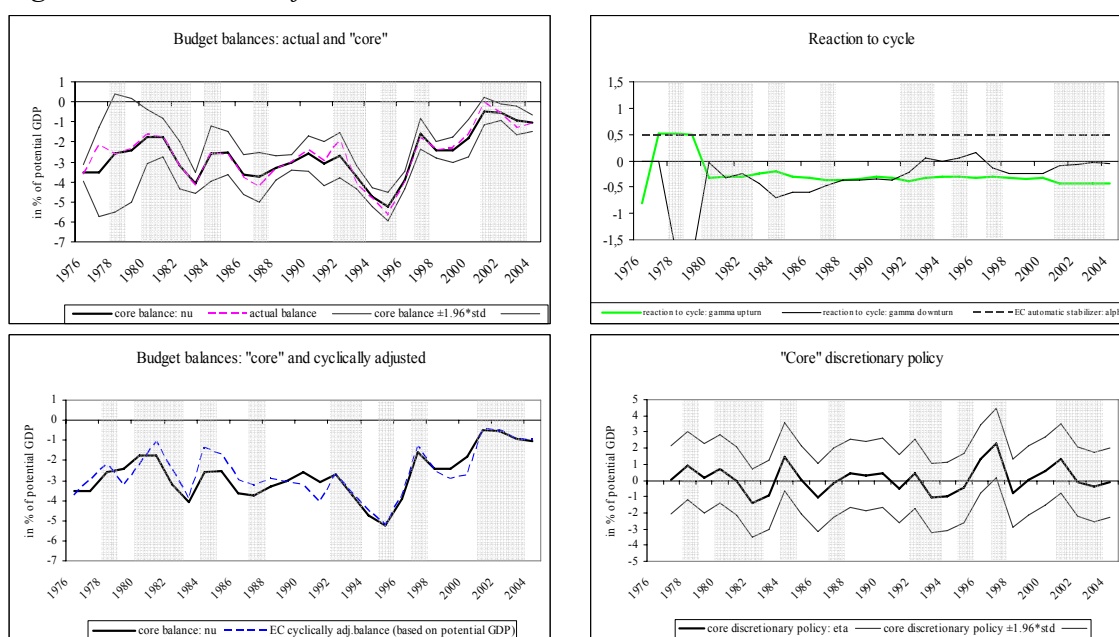 Budget balances: actual and "core"
in % of potential GDP
1
0
-1
-2
-3
-4
-5
-6
-7
1976 1978 1980 1982 1984 1986 1988 1990 1992 1994 1996 1998 2000 2002 2004
core balance: nu actual balance core balance ±1.96*std
Reaction to cycle
1,5
1
0,5
0
-0,5
-1
-1,5
1976 1978 1980 1982 1984 1986 1988 1990 1992 1994 1996 1998 2000 2002 2004
reaction to cycle: gamma upturn reaction to cycle: gamma downturn EC automatic stabilizer: alph
Budget balances: "core" and cyclically adjusted
in % of potential GDP
1
0
-1
-2
-3
-4
-5
-6
-7
1976 1978 1980 1982 1984 1986 1988 1990 1992 1994 1996 1998 2000 2002 2004
core balance: nu EC cyclically adj.balance (based on potential GDP)
"Core" discretionary policy
in % of potential GDP
5
4
3
2
1
0
-1
-2
-3
-4
-5
1976 1978 1980 1982 1984 1986 1988 1990 1992 1994 1996 1998 2000 2002 2004
core discretionary policy: eta core discretionary policy ±1.96*std